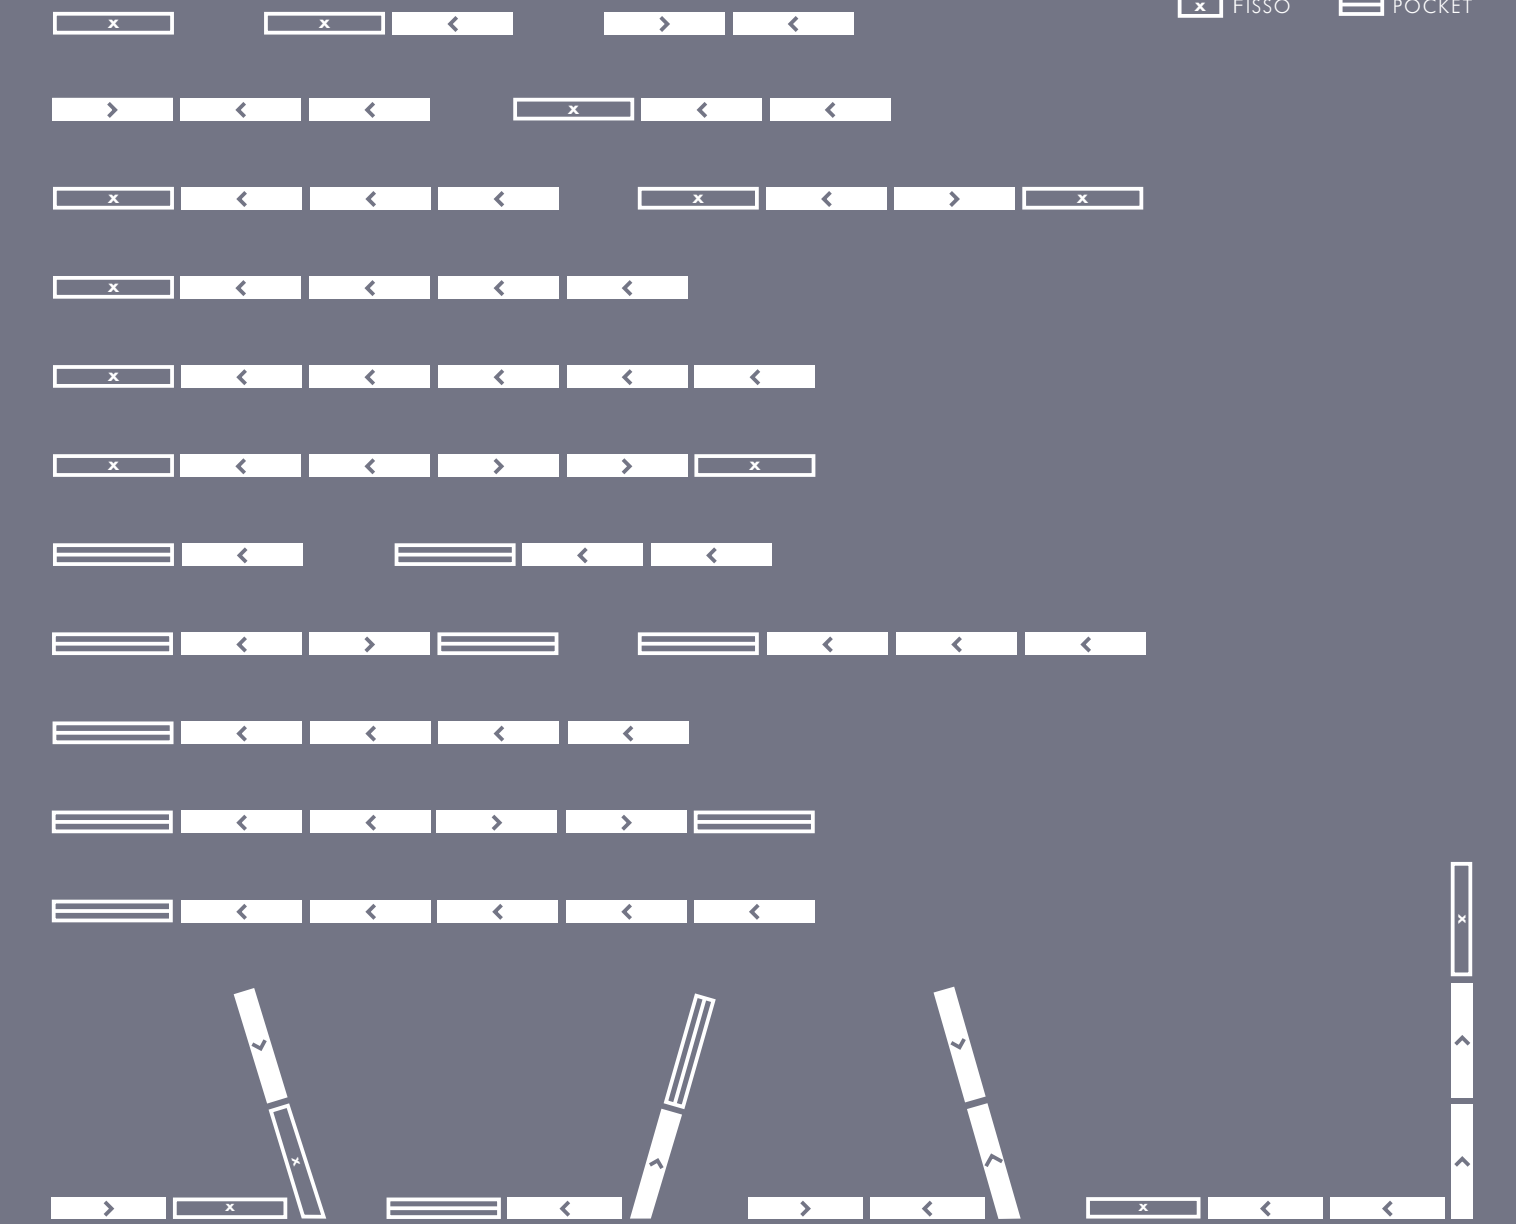 x x < > < x FISSO POCKET
> < < x < <
x < < < x < > x
x < < < <
x < < < < <
x < < > > x
< < <
< > < < <
< < < <
< < > >
< < < < <
x
> x x < > < x < <